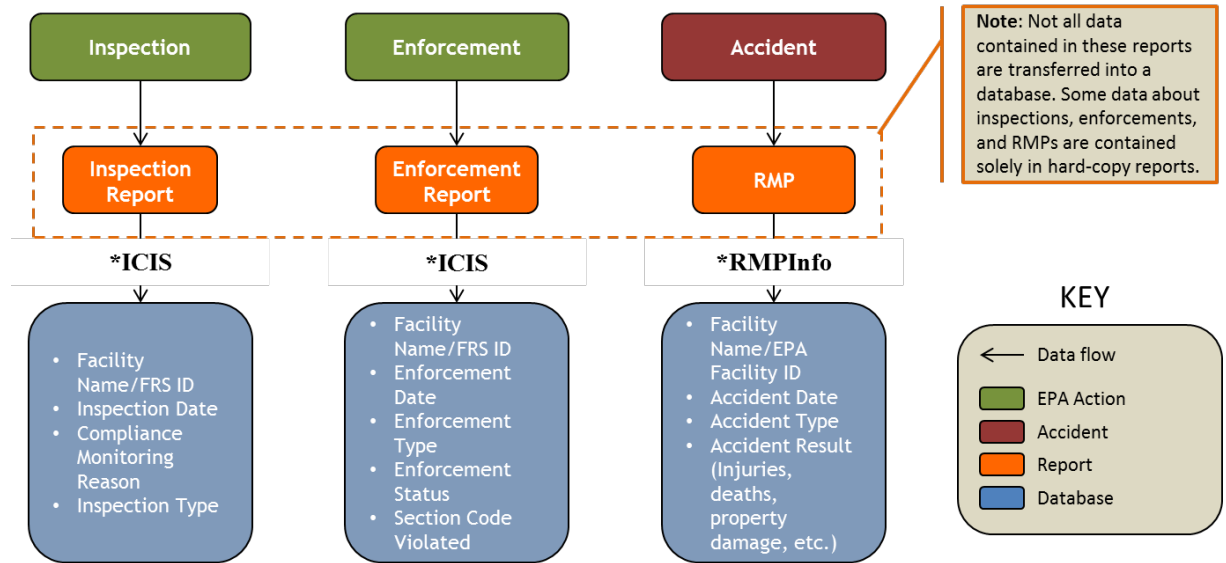 Inspection
Enforcement
Accident
Note: Not all data
contained in these reports
are transferred into a
database. Some data about
inspections, enforcements,
and RMPs are contained
solely in hard-copy reports.
Inspection
Report
Enforcement
Report
RMP
*ICIS
*ICIS
*RMPInfo
• Facility
Name/FRS ID
• Inspection Date
• Compliance
Monitoring
Reason
• Inspection Type
• Facility
Name/FRS ID
• Enforcement
Date
• Enforcement
Type
• Enforcement
Status
• Section Code
Violated
• Facility
Name/EPA
Facility ID
• Accident Date
• Accident Type
• Accident Result
(Injuries,
deaths,
property
damage, etc.)
KEY
Data flow
EPA Action
Accident
Report
Database